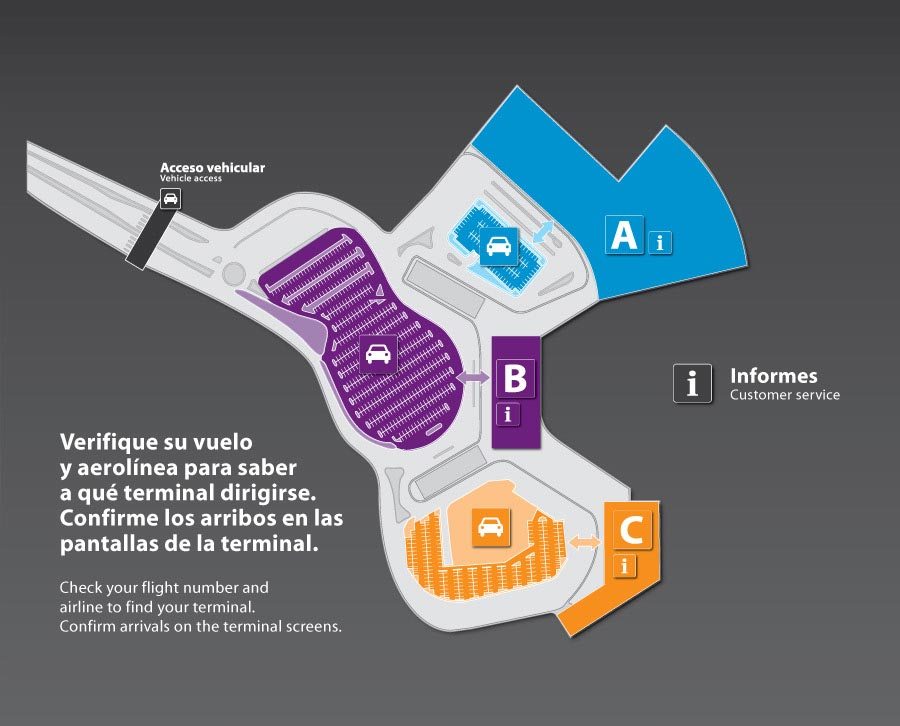 Acceso vehicular
Vehicle access
A
i
B
i
i
Informes
Customer service
Verifique su vuelo
y aerolínea para saber
a qué terminal dirigirse.
Confirme los arribos en las
pantallas de la terminal.
C
i
Check your flight number and
airline to find your terminal.
Confirm arrivals on the terminal screens.